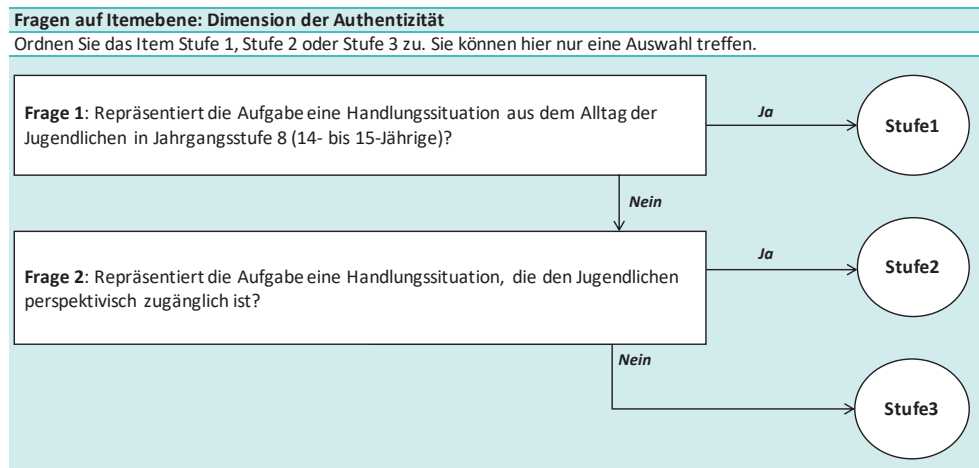 Fragen auf Itemebene: Dimension der Authentizität
Ordnen Sie das Item Stufe 1, Stufe 2 oder Stufe 3 zu. Sie können hier nur eine Auswahl treffen.
Frage 1: Repräsentiert die Aufgabe eine Handlungssituation aus dem Alltag der
Jugendlichen in Jahrgangsstufe 8 (14- bis 15-Jährige)?
Ja
Stufe1
Nein
Frage 2: Repräsentiert die Aufgabe eine Handlungssituation, die den Jugendlichen
perspektivisch zugänglich ist?
Ja
Stufe2
Nein
Stufe3